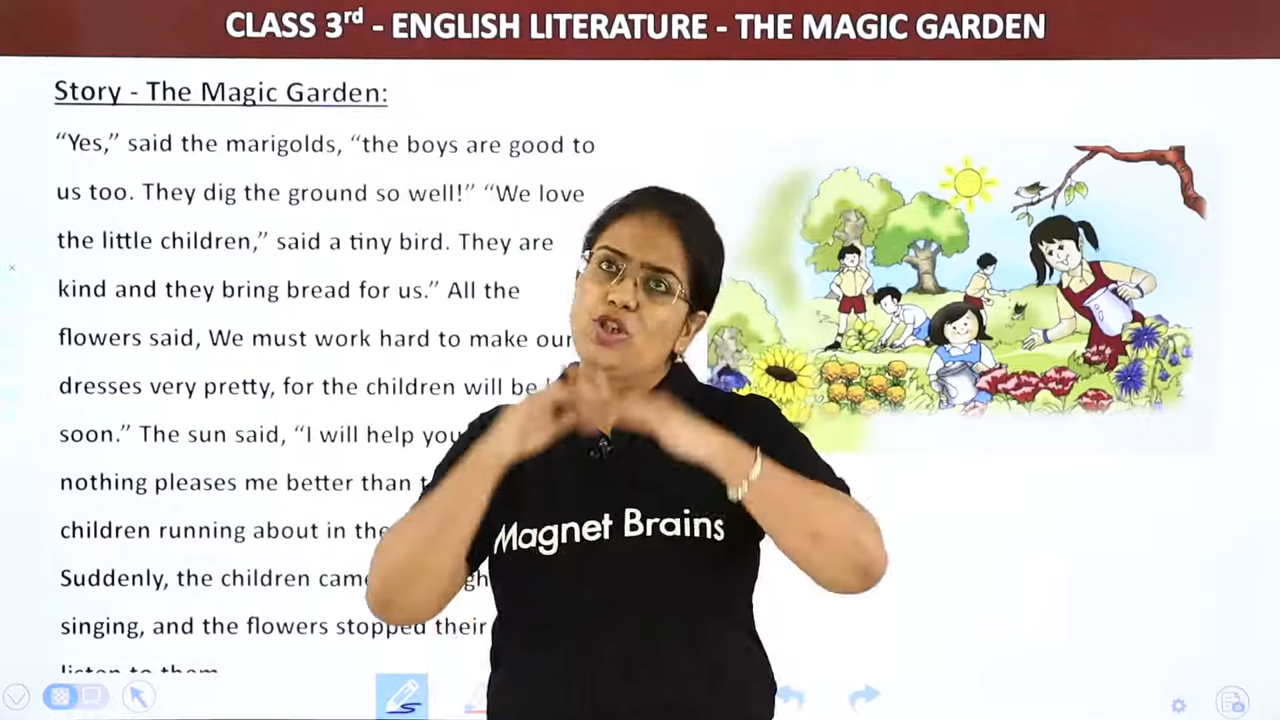 CLASS 3rd - ENGLISH LITERATURE - THE MAGIC GARDEN
Story - The Magic Garden:
“Yes,” said the marigolds, “the boys are good to
us too. They dig the ground so well!” “We love
the little children,” said a tiny bird. They are
kind and they bring bread for us.” All the
flowers said, We must work hard to make our
dresses very pretty, for the children will be
soon.” The sun said, “I will help you
nothing pleases me better than
children running about in the
Suddenly, the children came
singing, and the flowers stopped their
listen to them
Magnet Brains